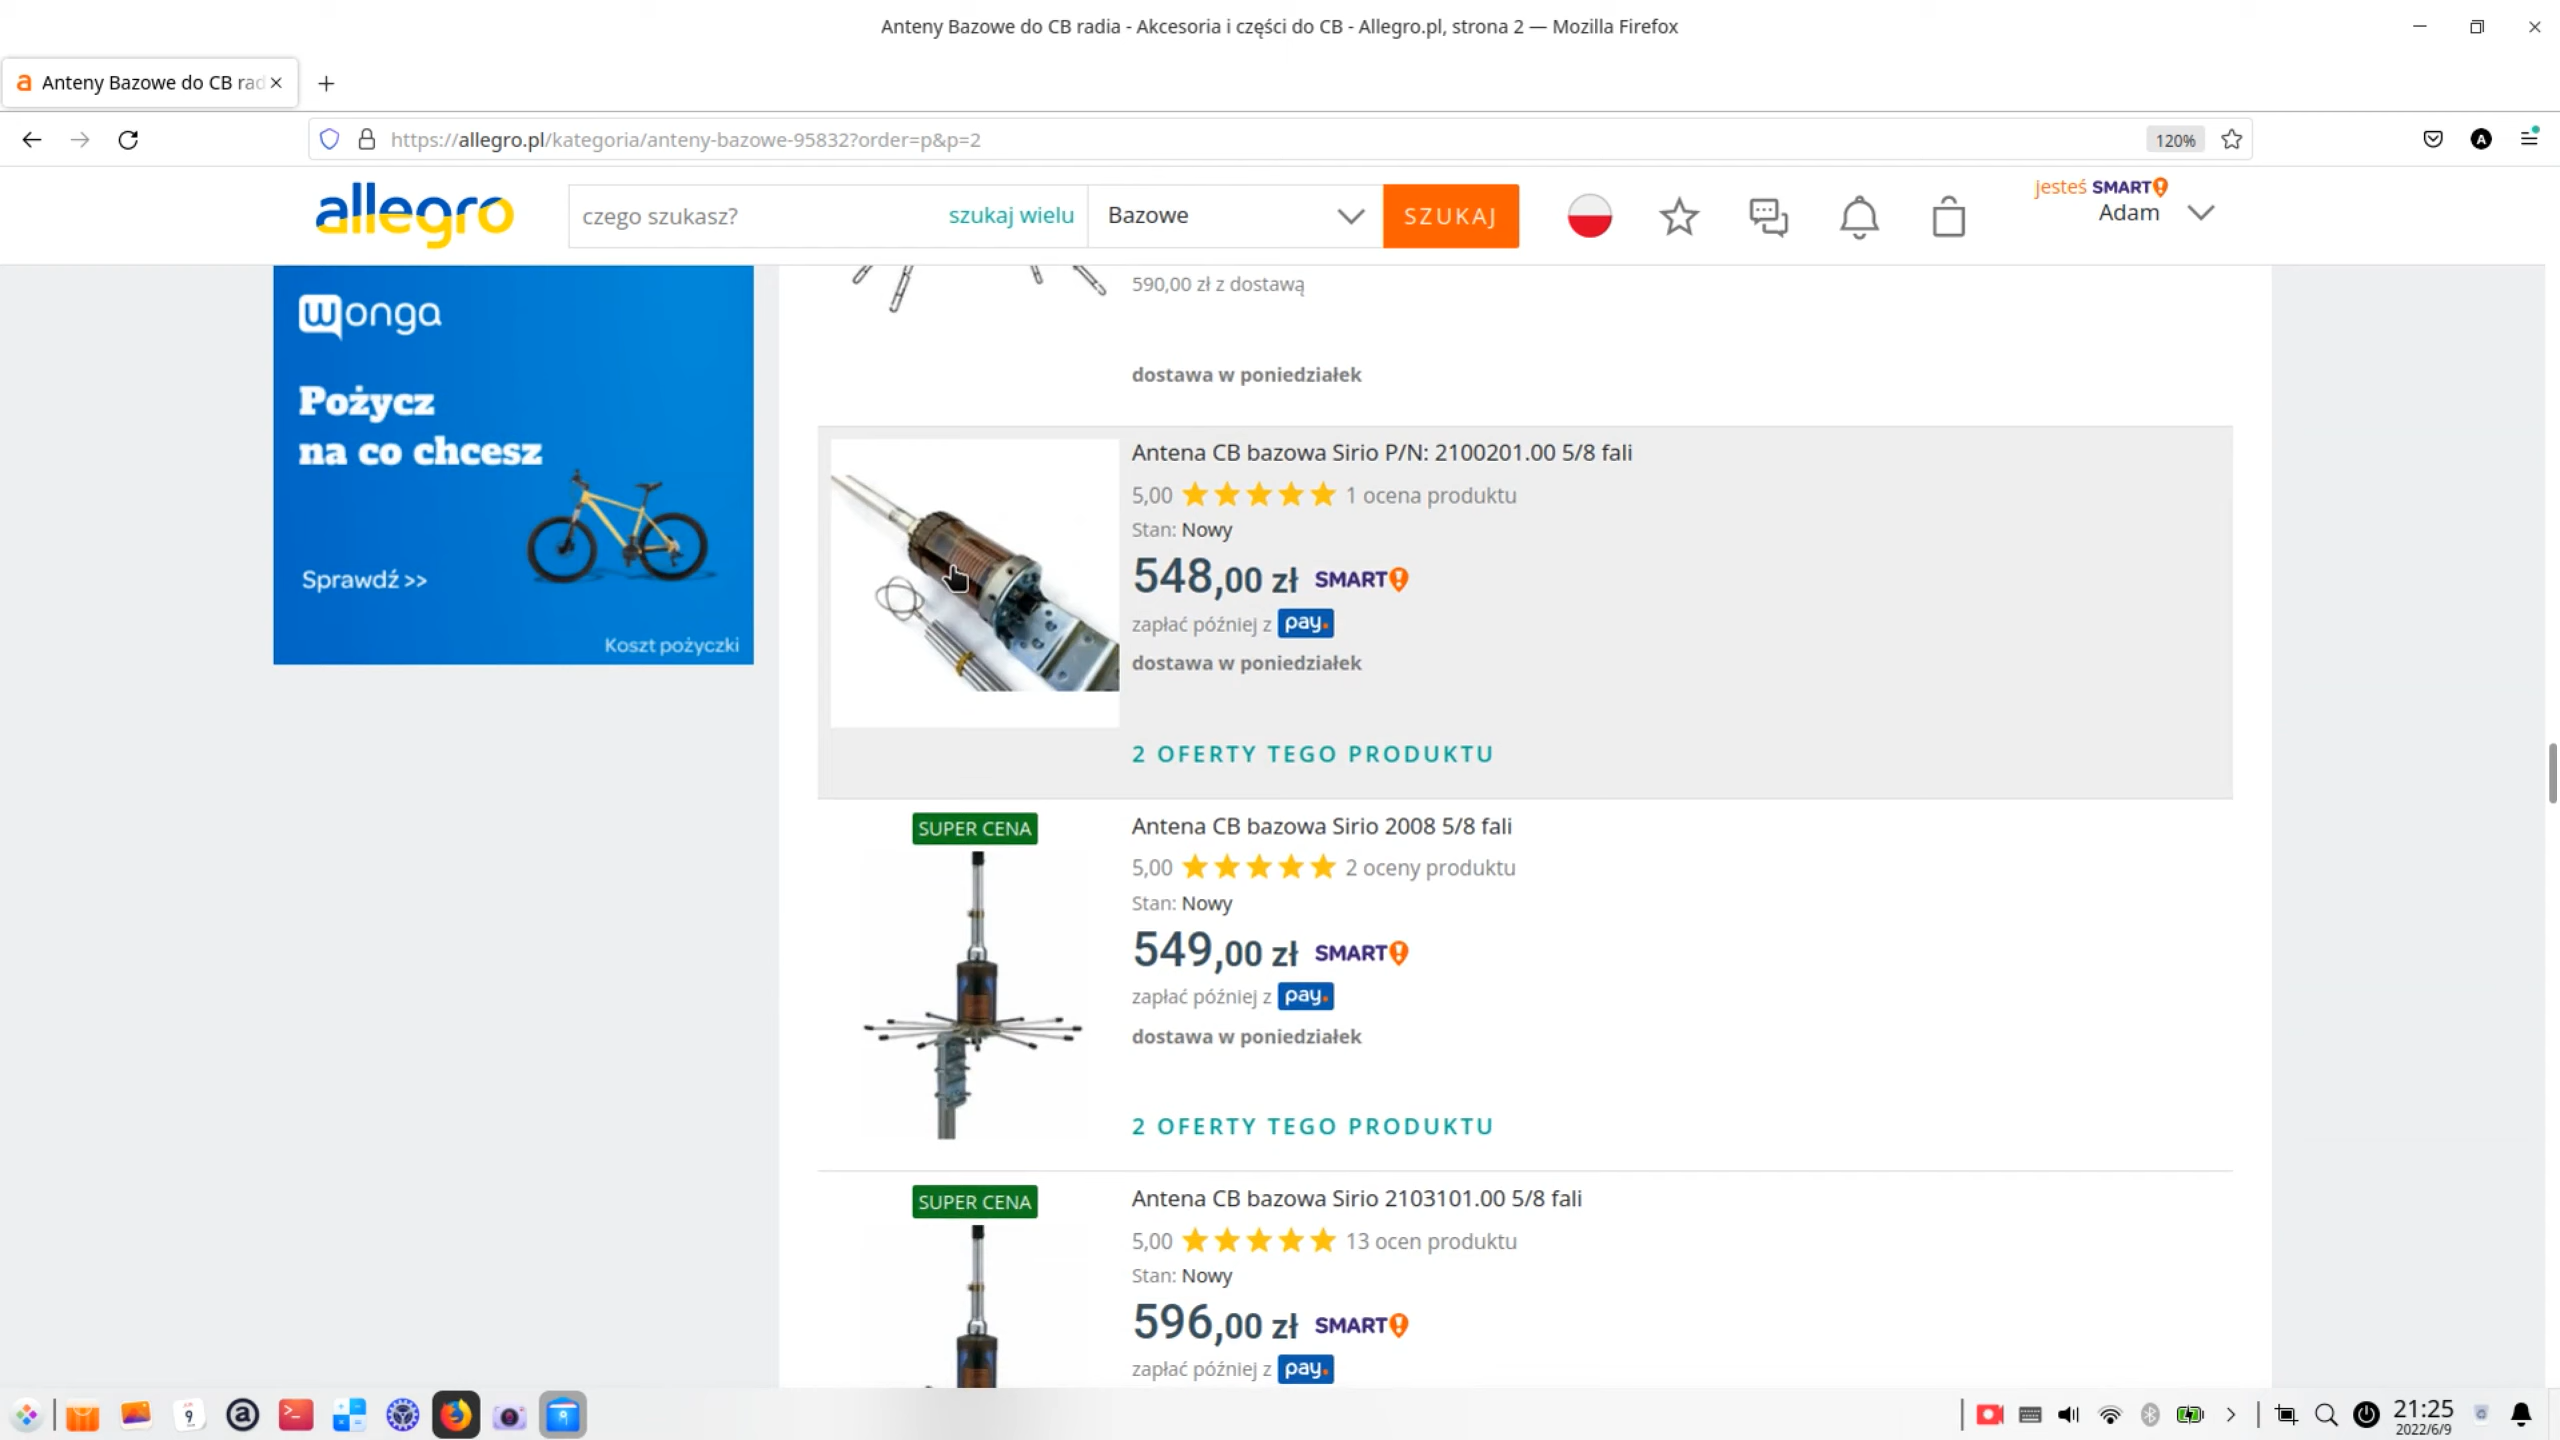 Anteny Bazowe do CB radia - Akcesoria i części do CB - Allegro.pl, strona 2 — Mozilla Firefox
Anteny Bazowe do CB rad
https://allegro.pl/kategoria/anteny-bazowe-95832?order=p&p=2
120%
allegro
czego szukasz?
szukaj wielu
Bazowe
SZUKAJ
jesteś SMART!
Adam
wonga
Pożycz
na co chcesz
Sprawdź >>
Koszt pożyczki
590,00 zł z dostawą
dostawa w poniedziałek
Antena CB bazowa Sirio P/N: 2100201.00 5/8 fali
5,00 1 ocena produktu
Stan: Nowy
548,00 zł SMART!
zapłać później z pay.
dostawa w poniedziałek
2 OFERTY TEGO PRODUKTU
SUPER CENA
Antena CB bazowa Sirio 2008 5/8 fali
5,00 2 oceny produktu
Stan: Nowy
549,00 zł SMART!
zapłać później z pay.
dostawa w poniedziałek
2 OFERTY TEGO PRODUKTU
SUPER CENA
Antena CB bazowa Sirio 2103101.00 5/8 fali
5,00 13 ocen produktu
Stan: Nowy
596,00 zł SMART!
zapłać później z pay.
9
21:25
2022/6/9